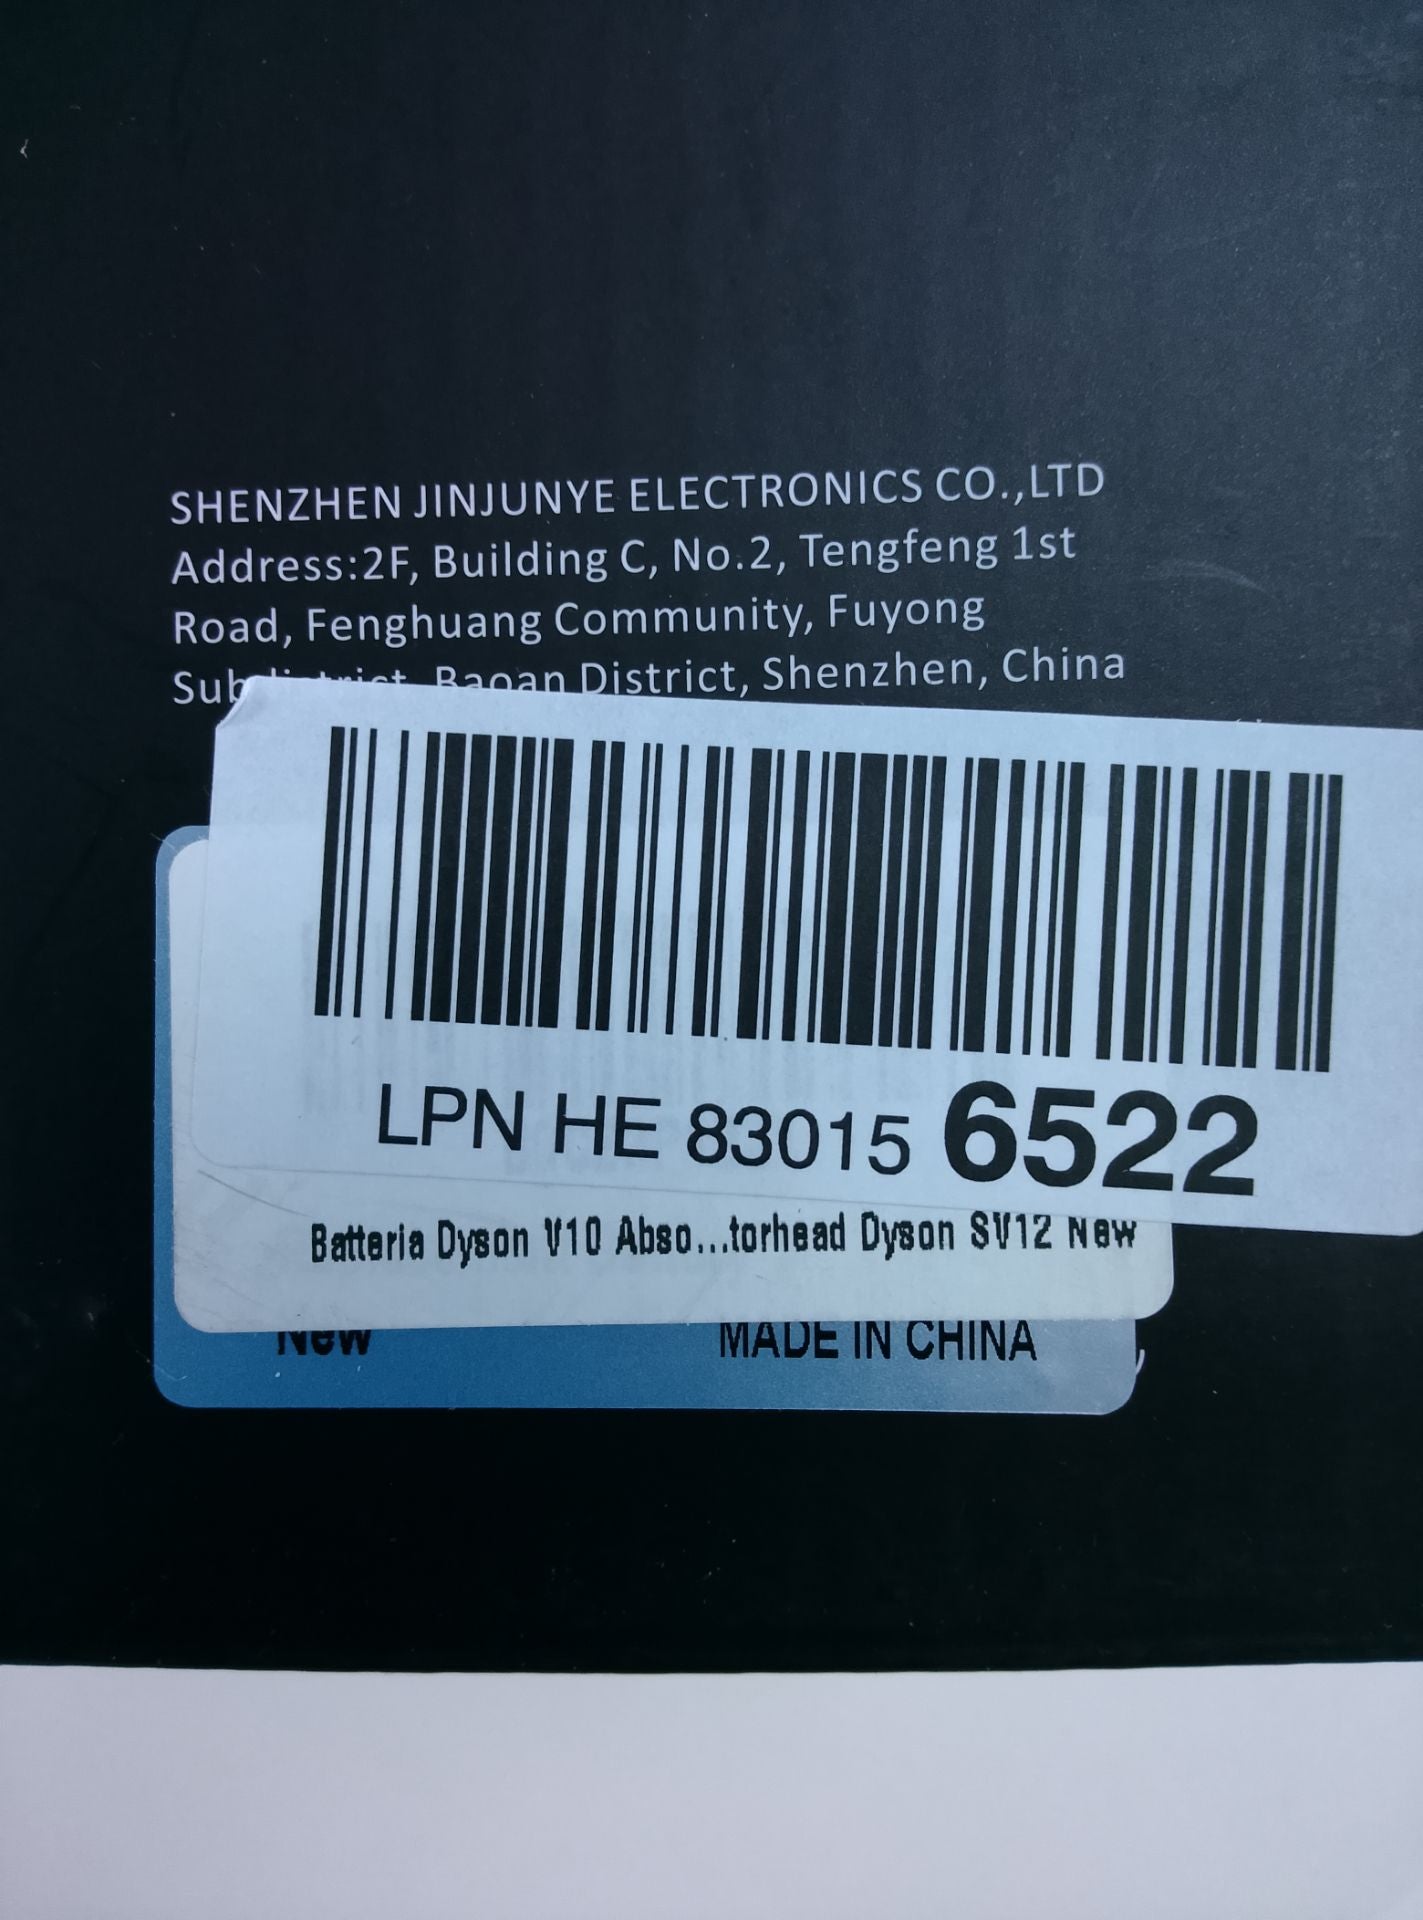 SHENZHEN JINJUNYE ELECTRONICS CO.,LTD
Address:2F, Building C, No.2, Tengfeng 1st
Road, Fenghuang Community, Fuyong
Subdistrict, Baoan District, Shenzhen, China
LPN HE 83015 6522
Batteria Dyson V10 Abso...torhead Dyson SV12 New
New MADE IN CHINA